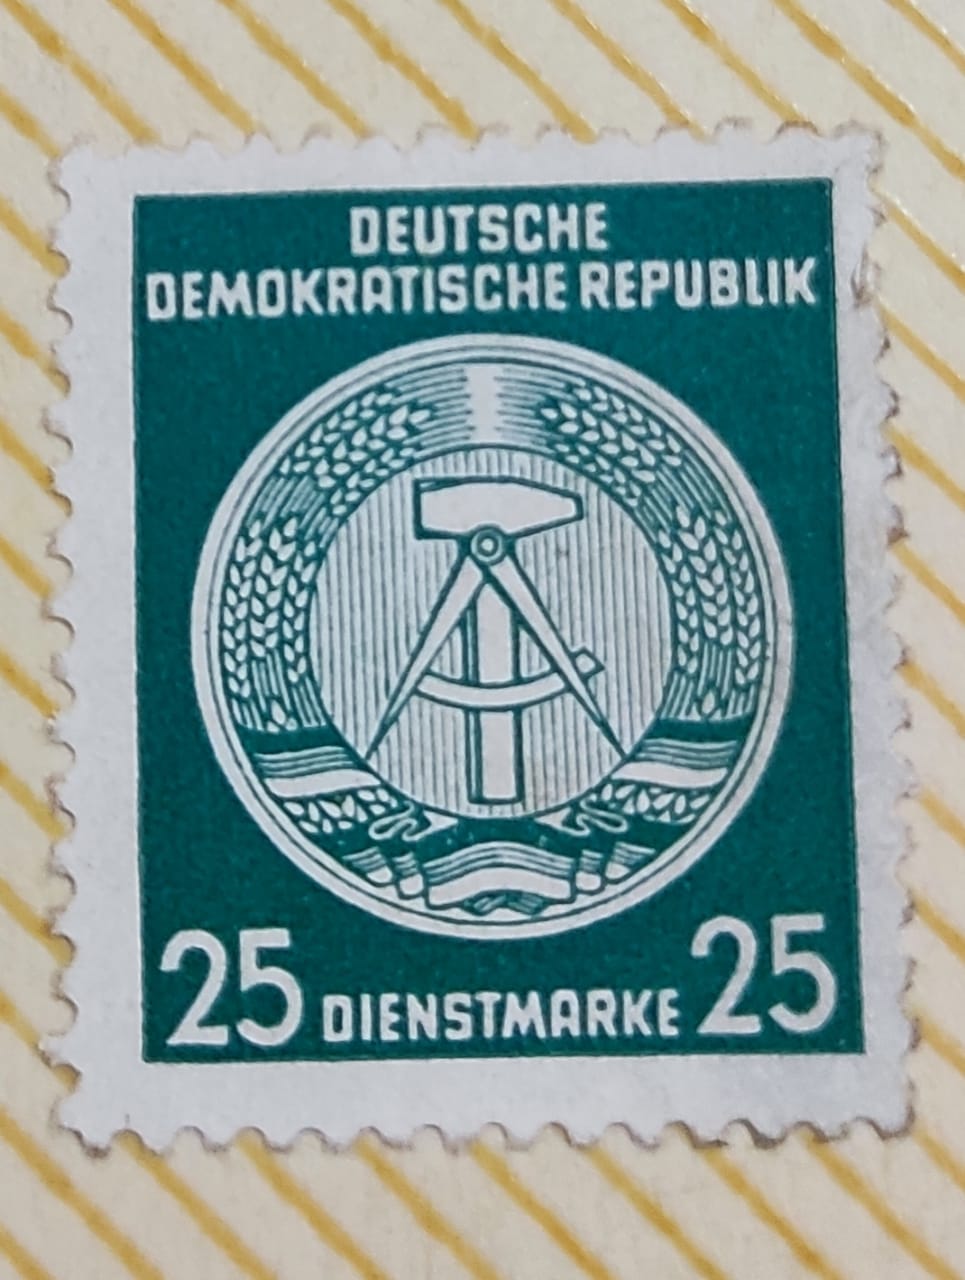 DEUTSCHE
DEMOKRATISCHE REPUBLIK
25 DIENSTMARKE 25